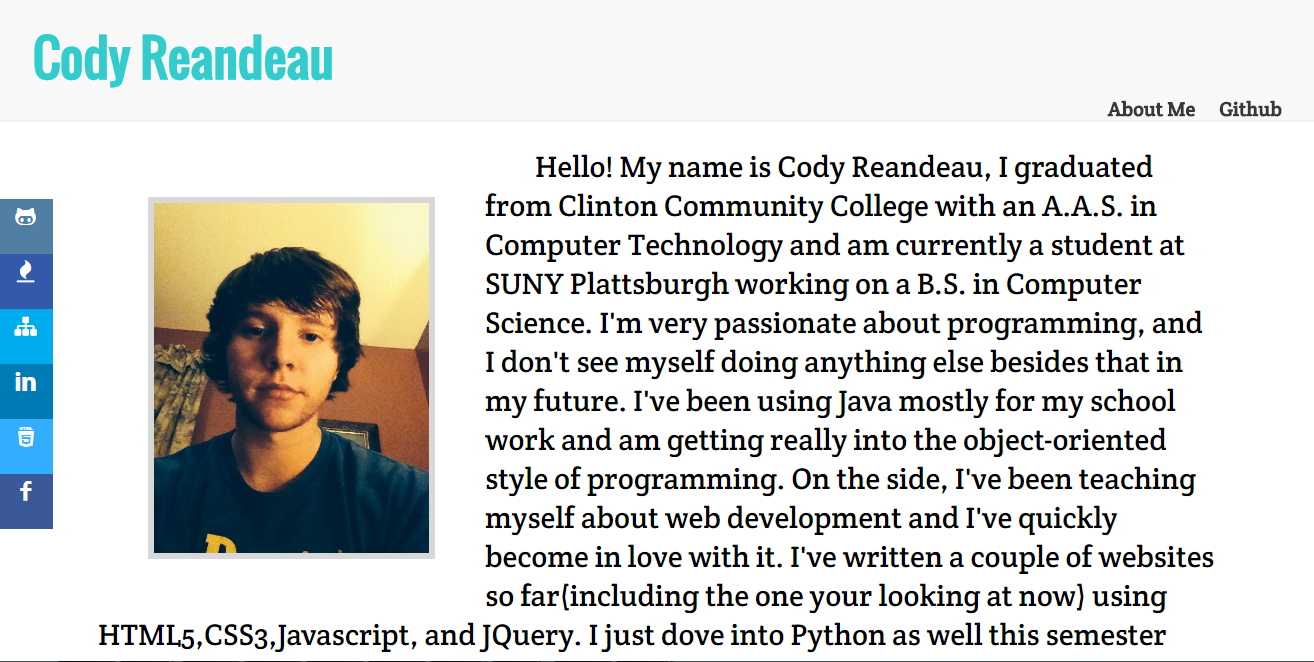 Cody Reandeau
About Me Github
Hello! My name is Cody Reandeau, I graduated
from Clinton Community College with an A.A.S. in
Computer Technology and am currently a student at
SUNY Plattsburgh working on a B.S. in Computer
Science. I'm very passionate about programming, and
I don't see myself doing anything else besides that in
my future. I've been using Java mostly for my school
work and am getting really into the object-oriented
style of programming. On the side, I've been teaching
myself about web development and I've quickly
become in love with it. I've written a couple of websites
so far(including the one your looking at now) using
HTML5,CSS3,Javascript, and JQuery. I just dove into Python as well this semester
in
HTML
f